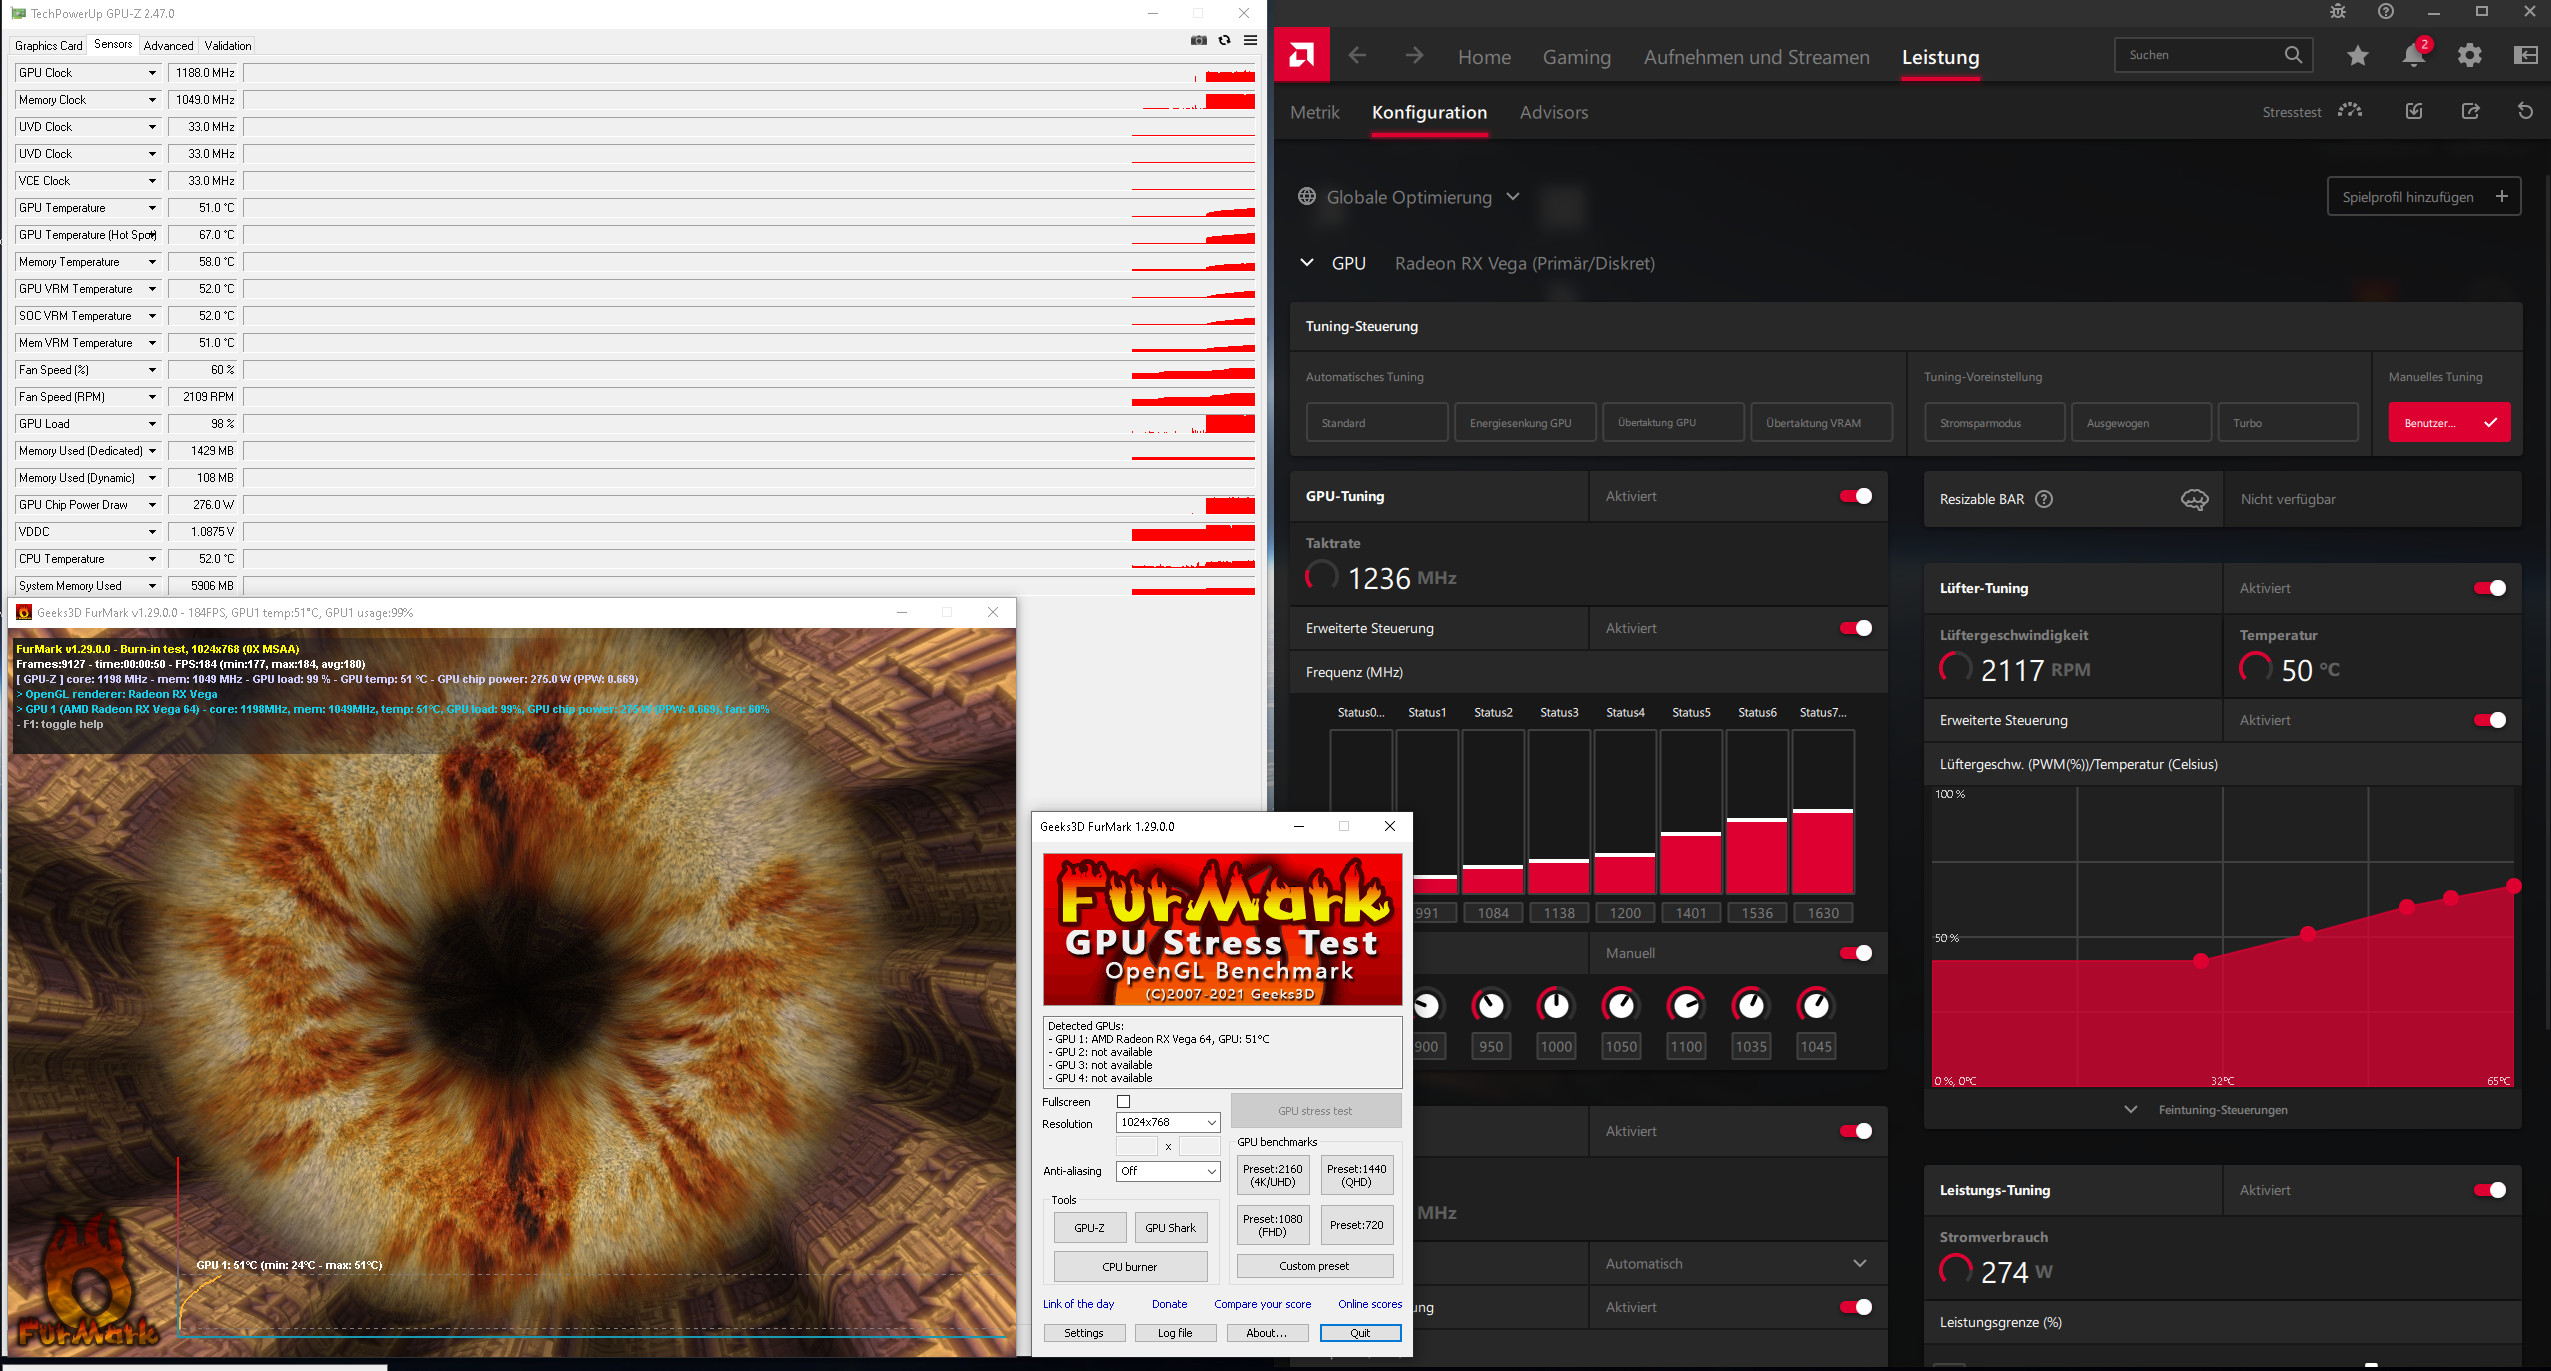 TechPowerUp GPU-Z 2.47.0
Graphics Card
Sensors
Advanced
Validation
GPU Clock 1188.0 MHz
Memory Clock 1049.0 MHz
UVD Clock 33.0 MHz
UVD Clock 33.0 MHz
VCE Clock 33.0 MHz
GPU Temperature 51.0 °C
GPU Temperature (Hot Spot) 67.0 °C
Memory Temperature 58.0 °C
GPU VRM Temperature 52.0 °C
SOC VRM Temperature 52.0 °C
Mem VRM Temperature 51.0 °C
Fan Speed (%) 60 %
Fan Speed (RPM) 2109 RPM
GPU Load 98 %
Memory Used (Dedicated) 1429 MB
Memory Used (Dynamic) 108 MB
GPU Chip Power Draw 276.0 W
VDDC 1.0875 V
CPU Temperature 52.0 °C
System Memory Used 5906 MB
Geeks3D FurMark v1.29.0.0 - 184FPS, GPU1 temp:51°C, GPU1 usage:99%
FurMark v1.29.0.0 - Burn-in test, 1024x768 (0X MSAA)
Frames:9127 - time:00:00:50 - FPS:184 (min:177, max:184, avg:180)
[ GPU-Z ] core: 1198 MHz - mem: 1049 MHz - GPU load: 99 % - GPU temp: 51 °C - GPU chip power: 275.0 W (PPW: 0.669)
> OpenGL renderer: Radeon RX Vega
> GPU 1 (AMD Radeon RX Vega 64) - core: 1198MHz, mem: 1049MHz, temp: 51°C, GPU load: 99%, GPU chip power: 275 W (PPW: 0.669), fan: 60%
- F1: toggle help
GPU 1: 51°C (min: 24°C - max: 51°C)
FurMark
Geeks3D FurMark 1.29.0.0
FurMark
GPU Stress Test
OpenGL Benchmark
(C)2007-2021 Geeks3D
Detected GPUs:
- GPU 1: AMD Radeon RX Vega 64, GPU: 51°C
- GPU 2: not available
- GPU 3: not available
- GPU 4: not available
Fullscreen
Resolution 1024x768
x
Anti-aliasing Off
GPU stress test
GPU benchmarks
Preset:2160
(4K/UHD)
Preset:1440
(QHD)
Preset:1080
(FHD)
Preset:720
Custom preset
Tools
GPU-Z
GPU Shark
CPU burner
Link of the day
Donate
Compare your score
Online scores
Settings
Log file
About...
Quit
Home
Gaming
Aufnehmen und Streamen
Leistung
Suchen
2
Metrik
Konfiguration
Advisors
Stresstest
Globale Optimierung
Spielprofil hinzufügen +
GPU Radeon RX Vega (Primär/Diskret)
Tuning-Steuerung
Automatisches Tuning
Standard
Energiesenkung GPU
Übertaktung GPU
Übertaktung VRAM
Tuning-Voreinstellung
Stromsparmodus
Ausgewogen
Turbo
Manuelles Tuning
Benutzer...
GPU-Tuning
Aktiviert
Taktrate
1236 MHz
Erweiterte Steuerung
Aktiviert
Frequenz (MHz)
Status0... Status1 Status2 Status3 Status4 Status5 Status6 Status7...
991 1084 1138 1200 1401 1536 1630
Manuell
900 950 1000 1050 1100 1035 1045
Aktiviert
MHz
Automatisch
ung
Aktiviert
Resizable BAR
Nicht verfügbar
Lüfter-Tuning
Aktiviert
Lüftergeschwindigkeit
2117 RPM
Temperatur
50 °C
Erweiterte Steuerung
Aktiviert
Lüftergeschw. (PWM(%))/Temperatur (Celsius)
100 %
50 %
0 %, 0°C
32°C
65°C
Feintuning-Steuerungen
Leistungs-Tuning
Aktiviert
Stromverbrauch
274 W
Leistungsgrenze (%)